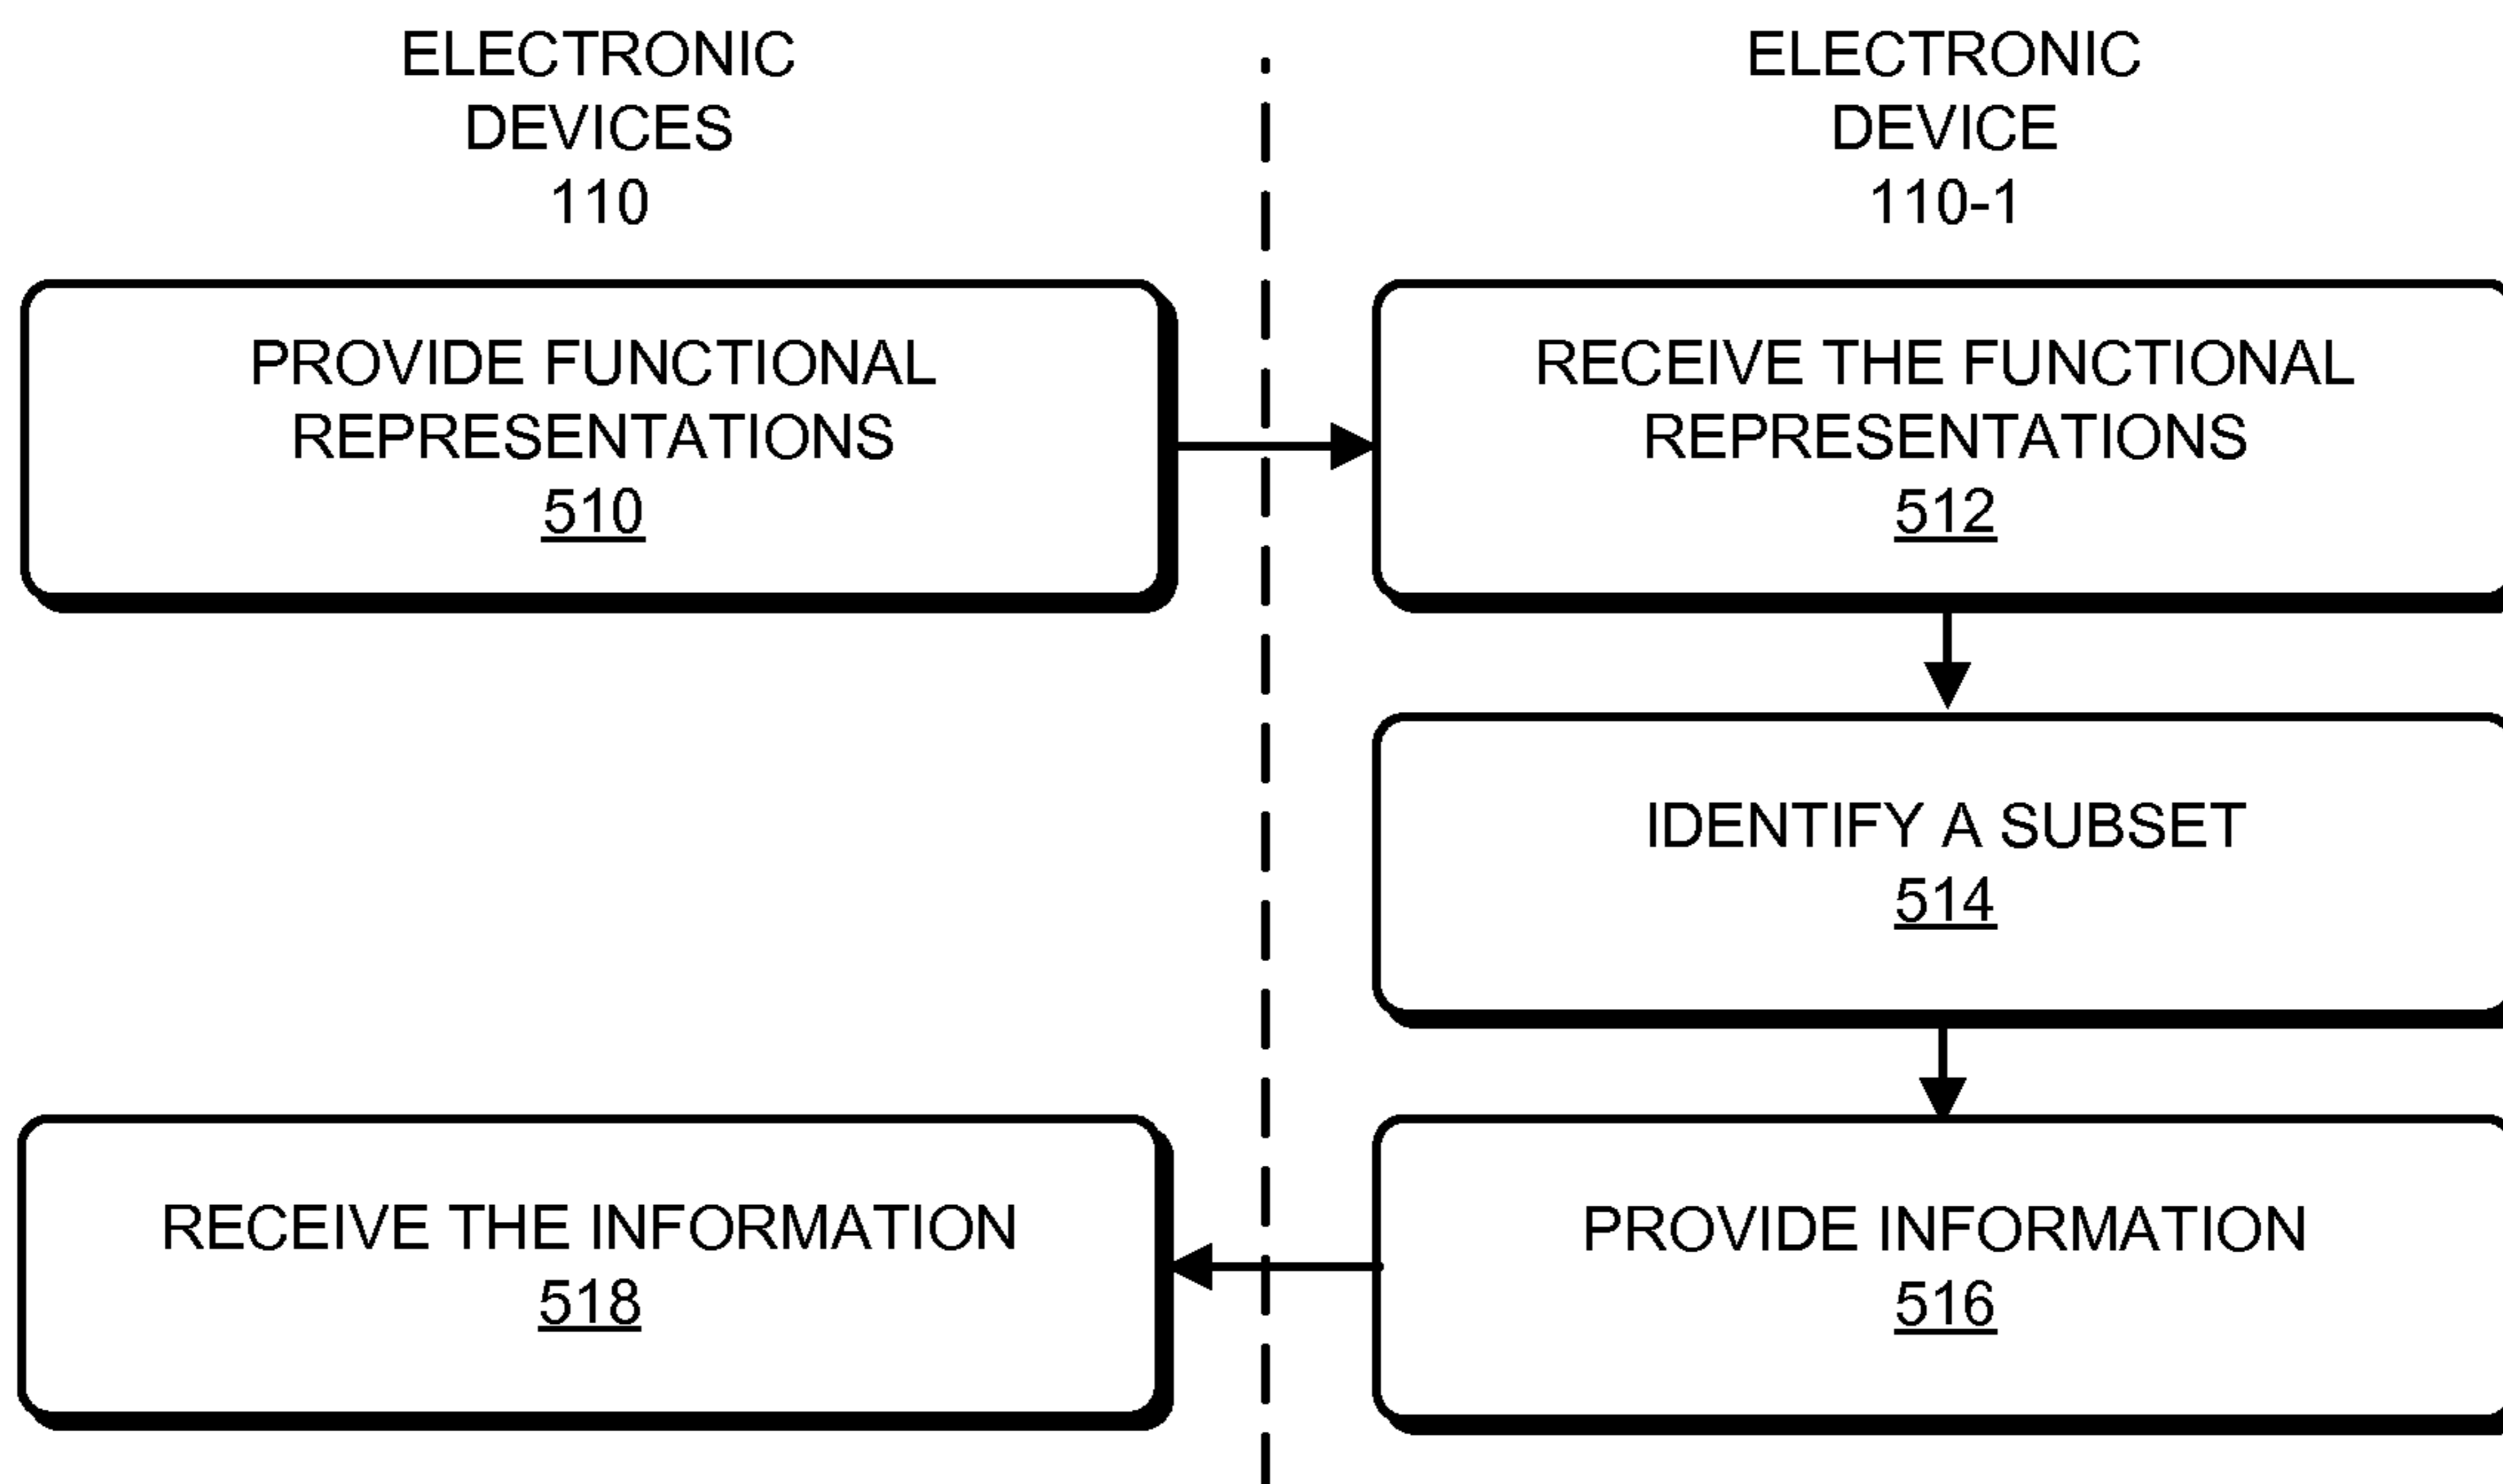 ELECTRONIC
DEVICES
110
ELECTRONIC
DEVICE
110-1
PROVIDE FUNCTIONAL
REPRESENTATIONS
510
RECEIVE THE FUNCTIONAL
REPRESENTATIONS
512
IDENTIFY A SUBSET
514
RECEIVE THE INFORMATION
518
PROVIDE INFORMATION
516